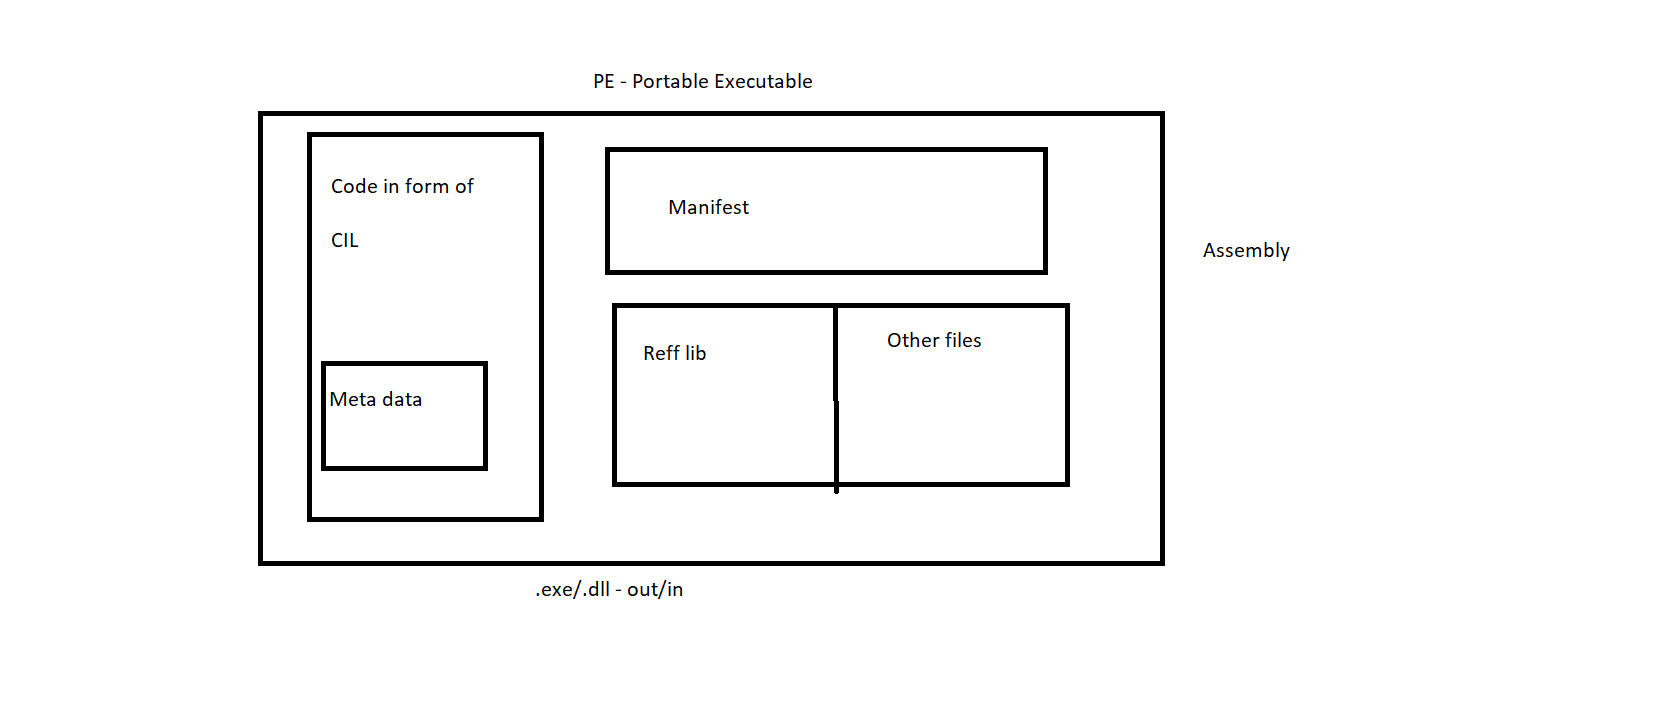 PE - Portable Executable
Code in form of
CIL
Meta data
Manifest
Reff lib
Other files
Assembly
.exe/.dll - out/in